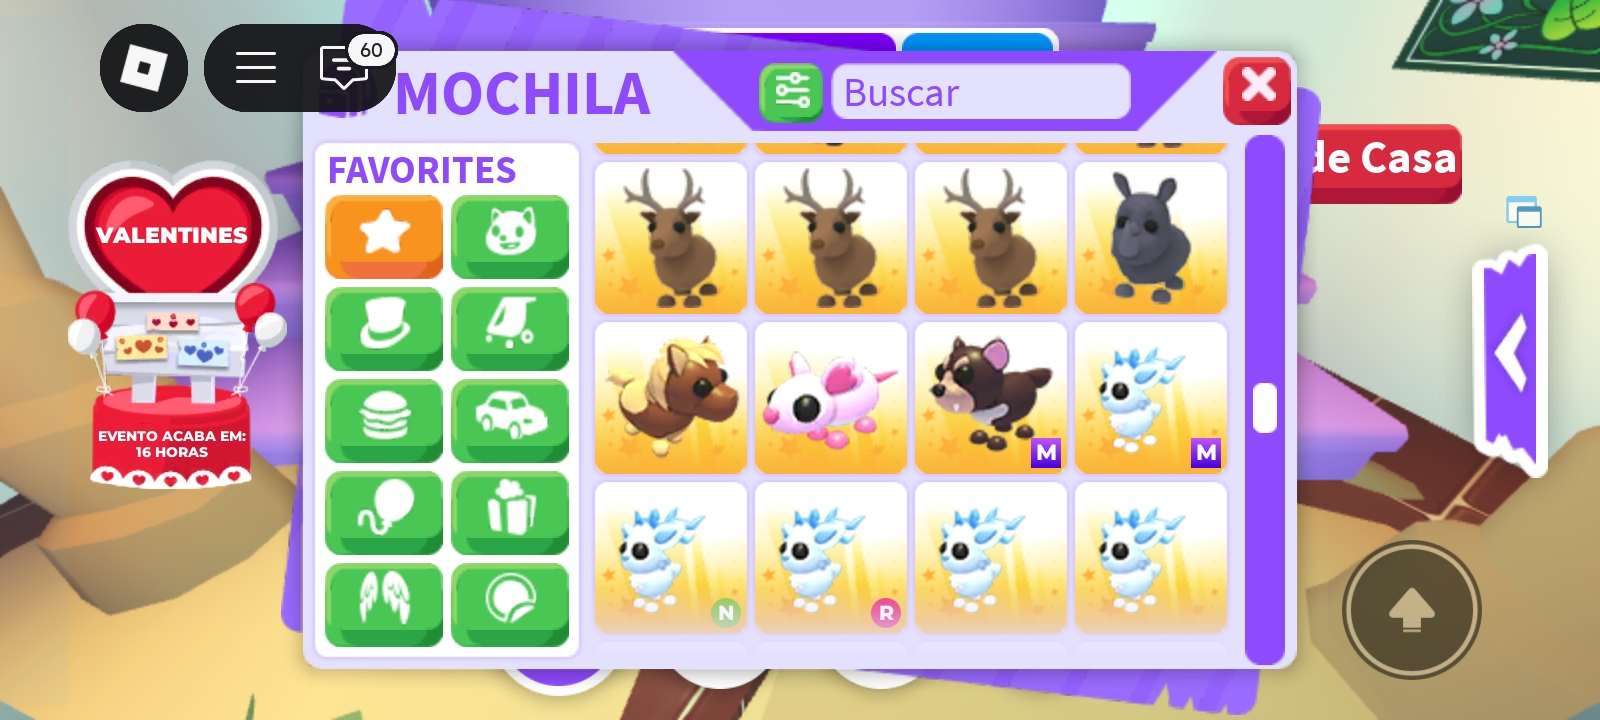 60
MOCHILA
Buscar
de Casa
FAVORITES
VALENTINES
EVENTO ACABA EM:
16 HORAS
M
M
N
R